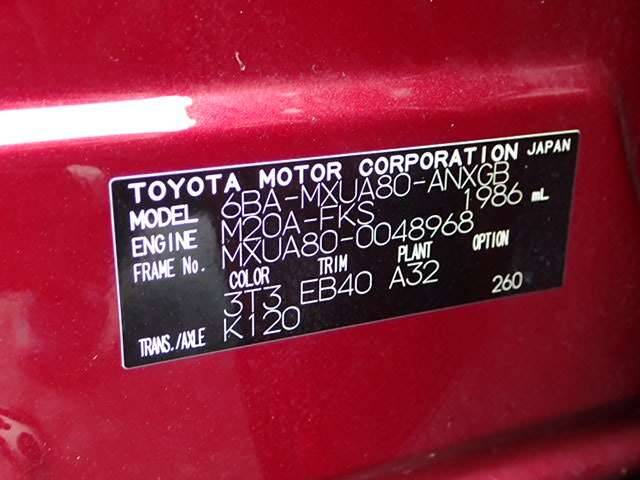 TOYOTA MOTOR CORPORATION JAPAN
MODEL 6BA-MXUA80-ANXGB
ENGINE M20A-FKS 1986 mL
FRAME No. MXUA80-0048968
COLOR TRIM PLANT OPTION
3T3 EB40 A32 260
TRANS./AXLE K120